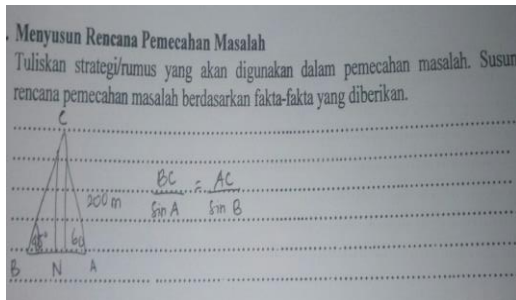 Menyusun Rencana Pemecahan Masalah
Tuliskan strategi/rumus yang akan digunakan dalam pemecahan masalah. Susun
rencana pemecahan masalah berdasarkan fakta-fakta yang diberikan.
C
BC = AC
200 m
Sin A Sin B
45° 60
B N A